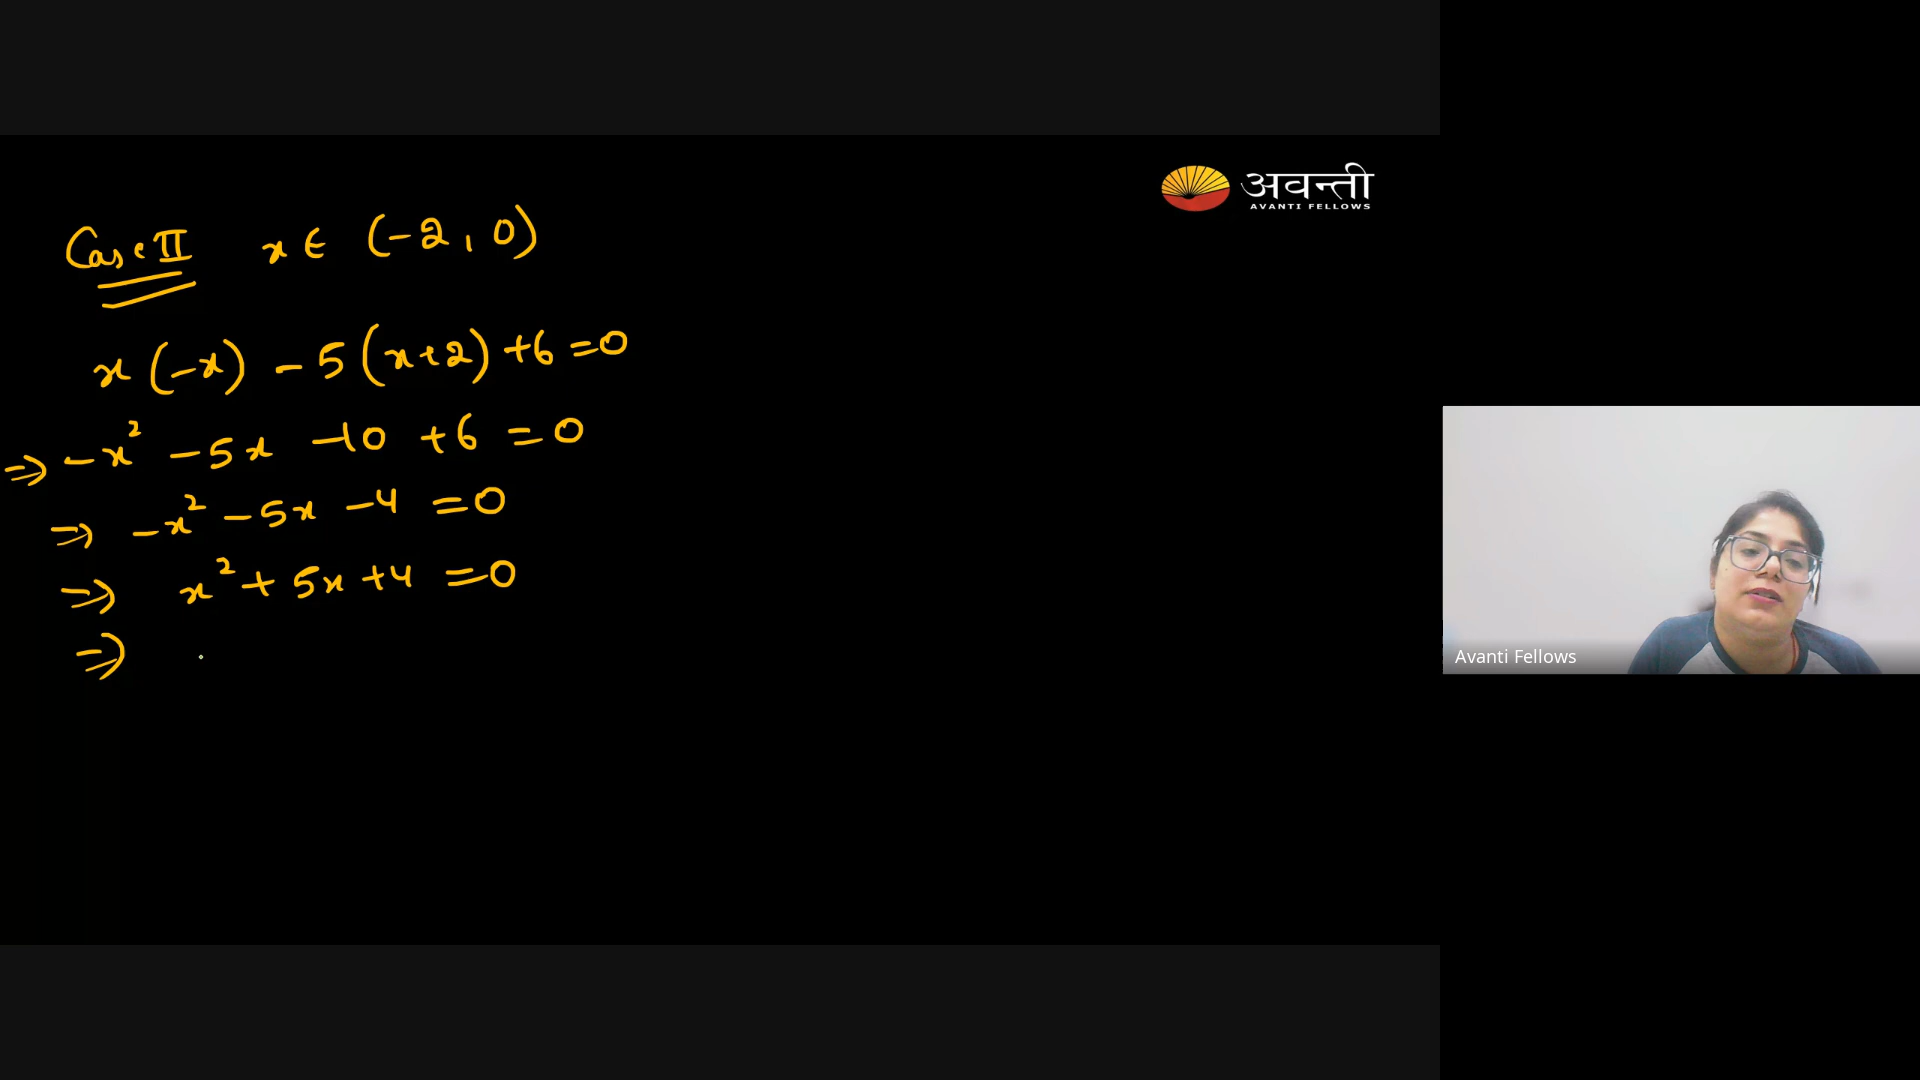 अवन्ती
AVANTI FELLOWS
Case II x ∈ (-2, 0)
x(-x) - 5(x+2) +6 =0
⇒ -x² - 5x -10 +6 = 0
⇒ -x² -5x -4 =0
⇒ x² + 5x +4 =0
⇒
Avanti Fellows